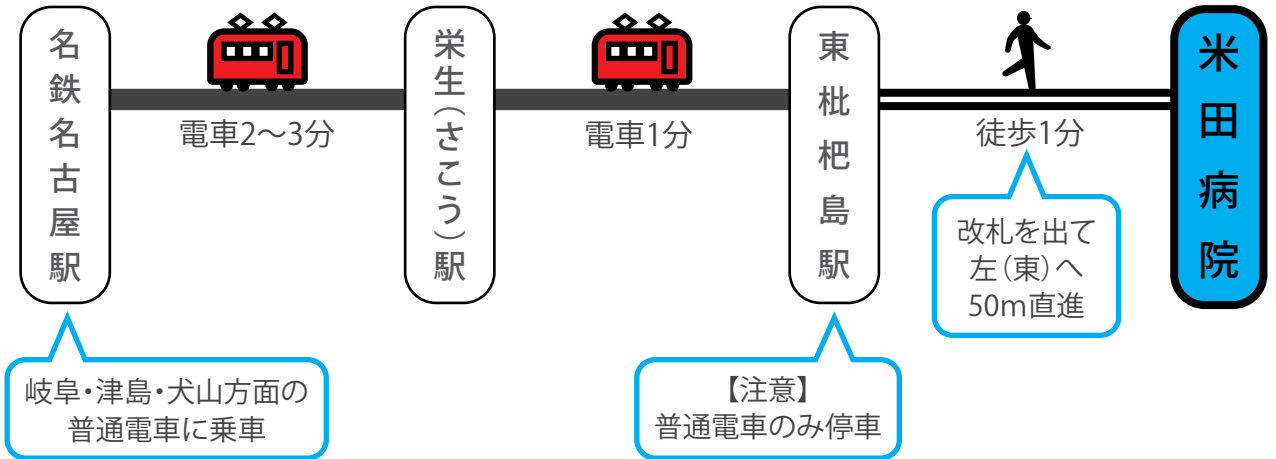 名鉄名古屋駅
電車2〜3分
栄生(さこう)駅
電車1分
東枇杷島駅
徒歩1分
米田病院
岐阜・津島・犬山方面の
普通電車に乗車
【注意】
普通電車のみ停車
改札を出て
左(東)へ
50m直進